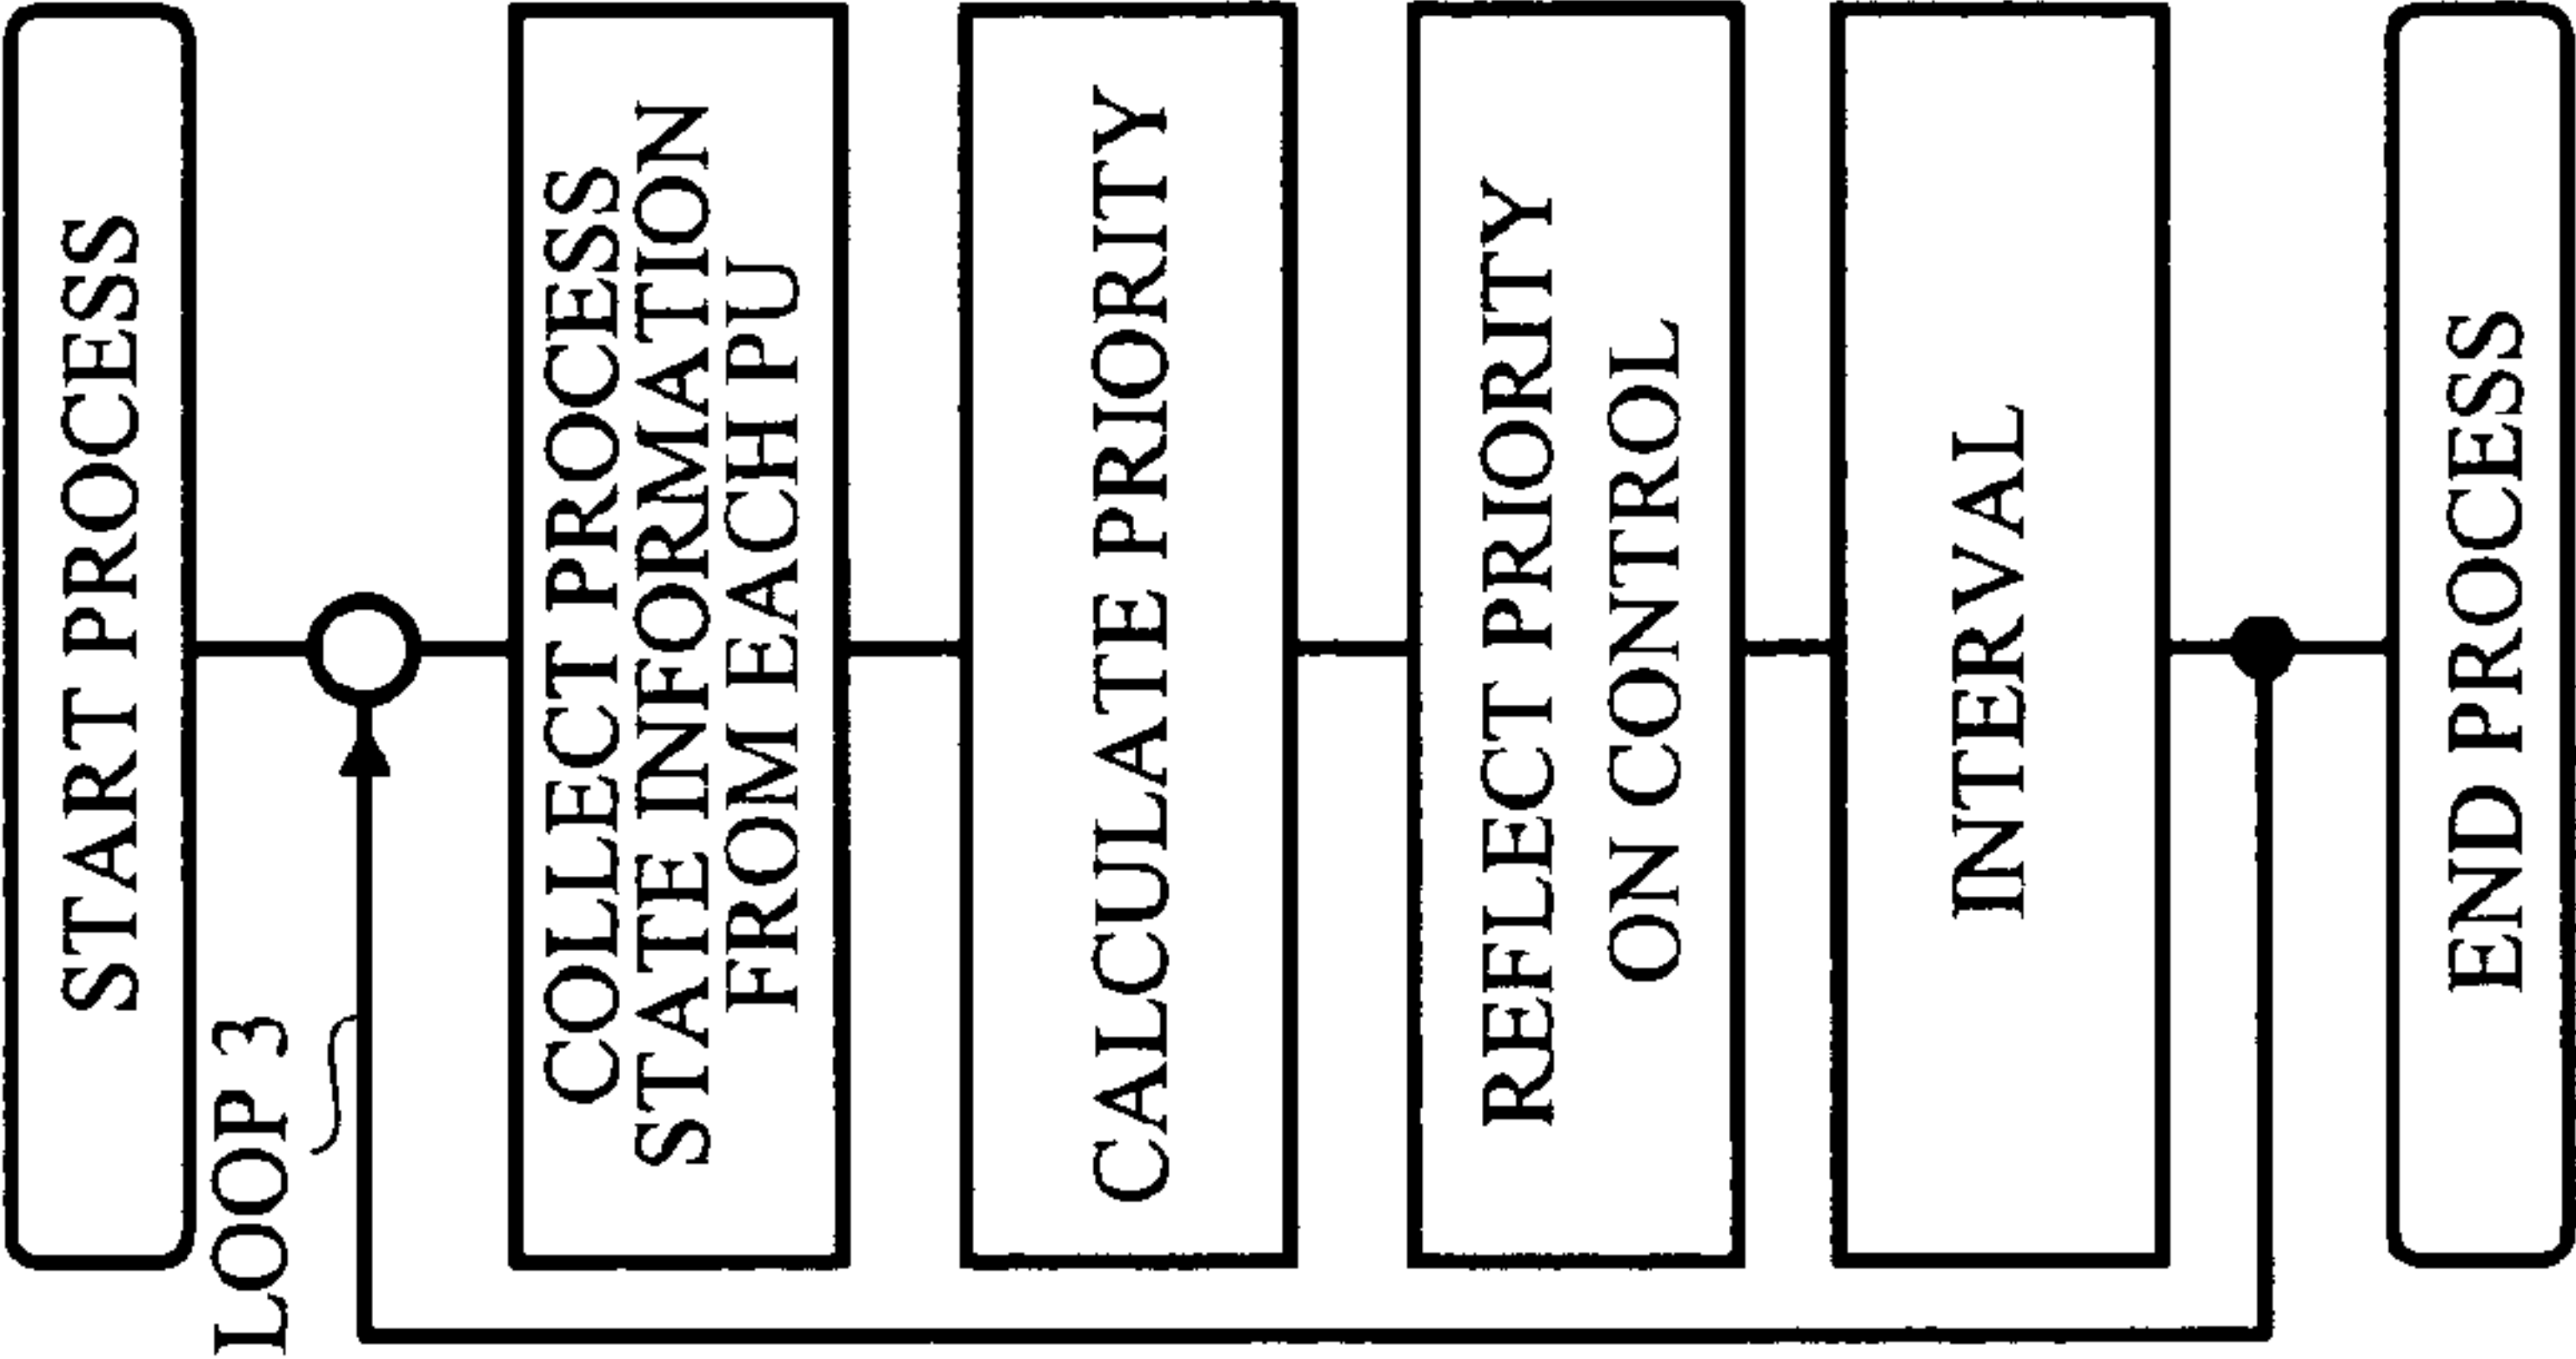 START PROCESS
LOOP 3
COLLECT PROCESS
STATE INFORMATION
FROM EACH PU
CALCULATE PRIORITY
REFLECT PRIORITY
ON CONTROL
INTERVAL
END PROCESS